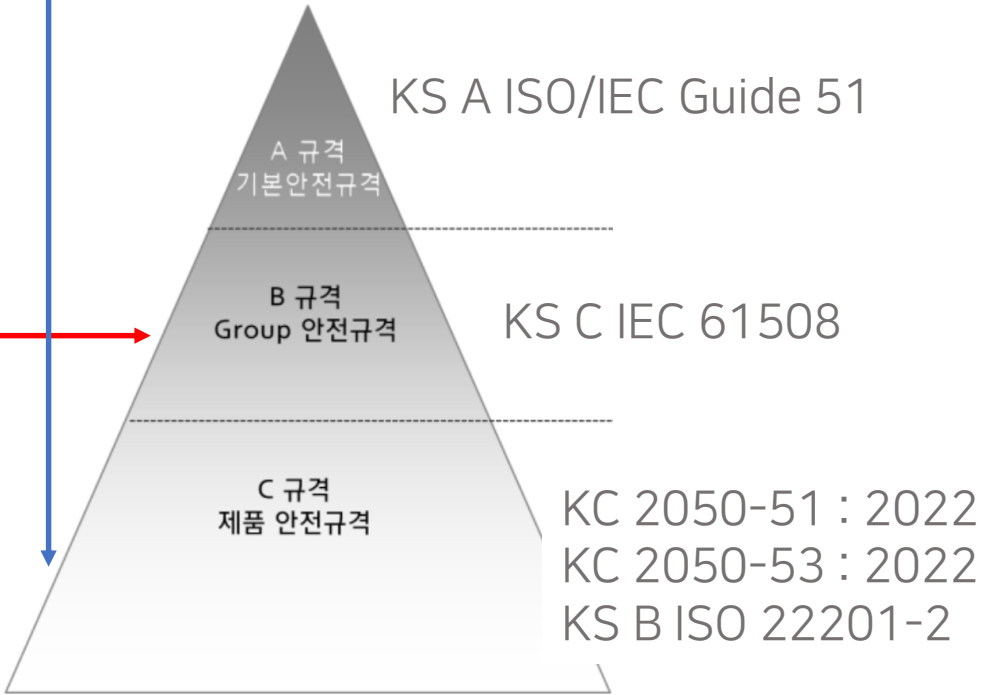 KS A ISO/IEC Guide 51
A 규격
기본안전규격
B 규격
Group 안전규격
KS C IEC 61508
C 규격
제품 안전규격
KC 2050-51 : 2022
KC 2050-53 : 2022
KS B ISO 22201-2